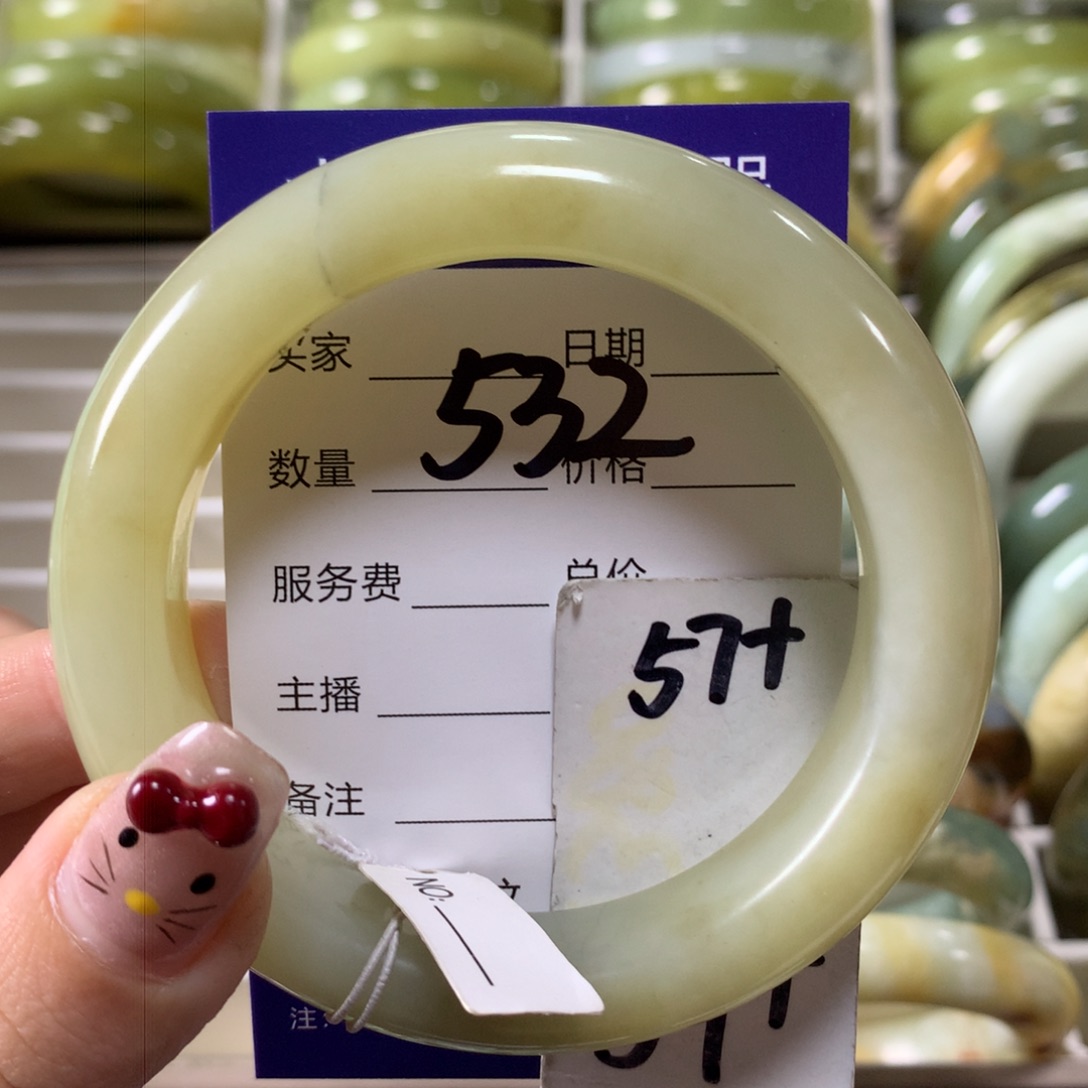 买家 日期
532
数量 价格
服务费 总价
57+
主播
备注
NO:
注: